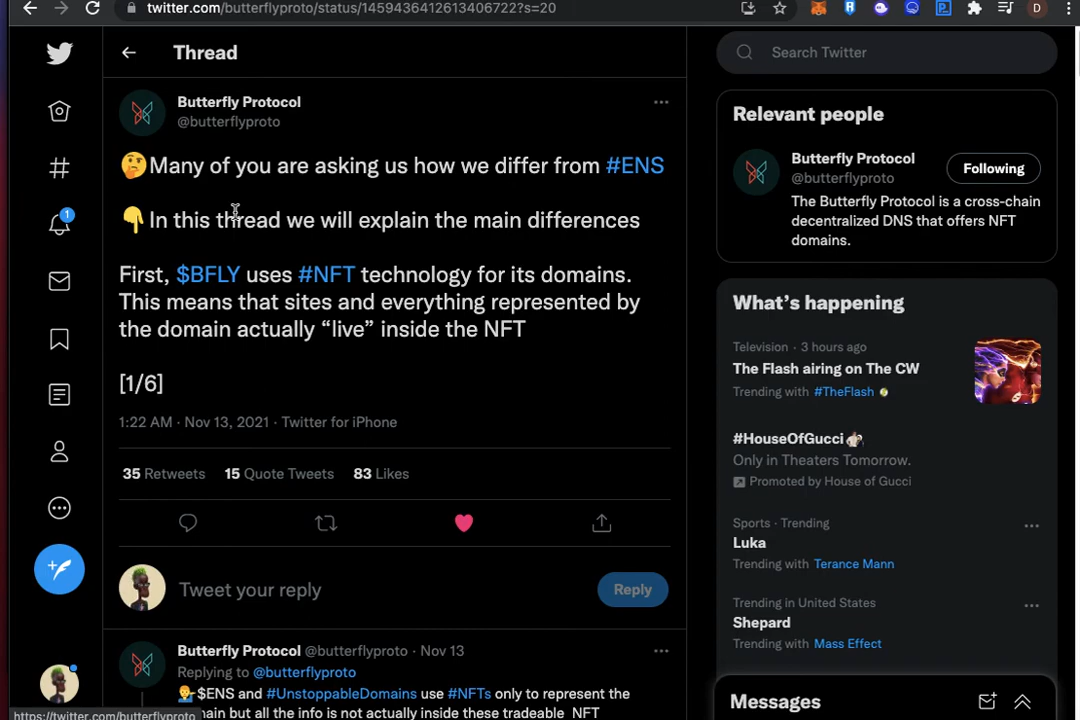 twitter.com/butterflyproto/status/1459436412613406722?s=20
D
Thread
Search Twitter
Butterfly Protocol
@butterflyproto
🤔Many of you are asking us how we differ from #ENS
👇In this thread we will explain the main differences
First, $BFLY uses #NFT technology for its domains.
This means that sites and everything represented by
the domain actually “live” inside the NFT
[1/6]
1:22 AM · Nov 13, 2021 · Twitter for iPhone
35 Retweets 15 Quote Tweets 83 Likes
Tweet your reply
Reply
Butterfly Protocol @butterflyproto · Nov 13
Replying to @butterflyproto
$ENS and #UnstoppableDomains use #NFTs only to represent the
main but all the info is not actually inside these tradeable NFT
1
https://twitter.com/butterflyproto
Relevant people
Butterfly Protocol
@butterflyproto
Following
The Butterfly Protocol is a cross-chain
decentralized DNS that offers NFT
domains.
What’s happening
Television · 3 hours ago
The Flash airing on The CW
Trending with #TheFlash
#HouseOfGucci
Only in Theaters Tomorrow.
Promoted by House of Gucci
Sports · Trending
Luka
Trending with Terance Mann
Trending in United States
Shepard
Trending with Mass Effect
Messages